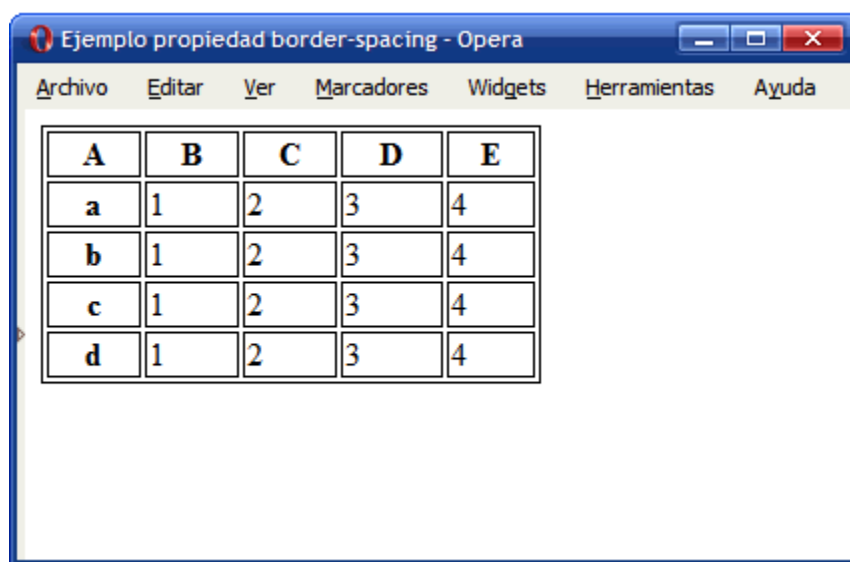 Ejemplo propiedad border-spacing - Opera
Archivo Editar Ver Marcadores Widgets Herramientas Ayuda
A B C D E
a 1 2 3 4
b 1 2 3 4
c 1 2 3 4
d 1 2 3 4